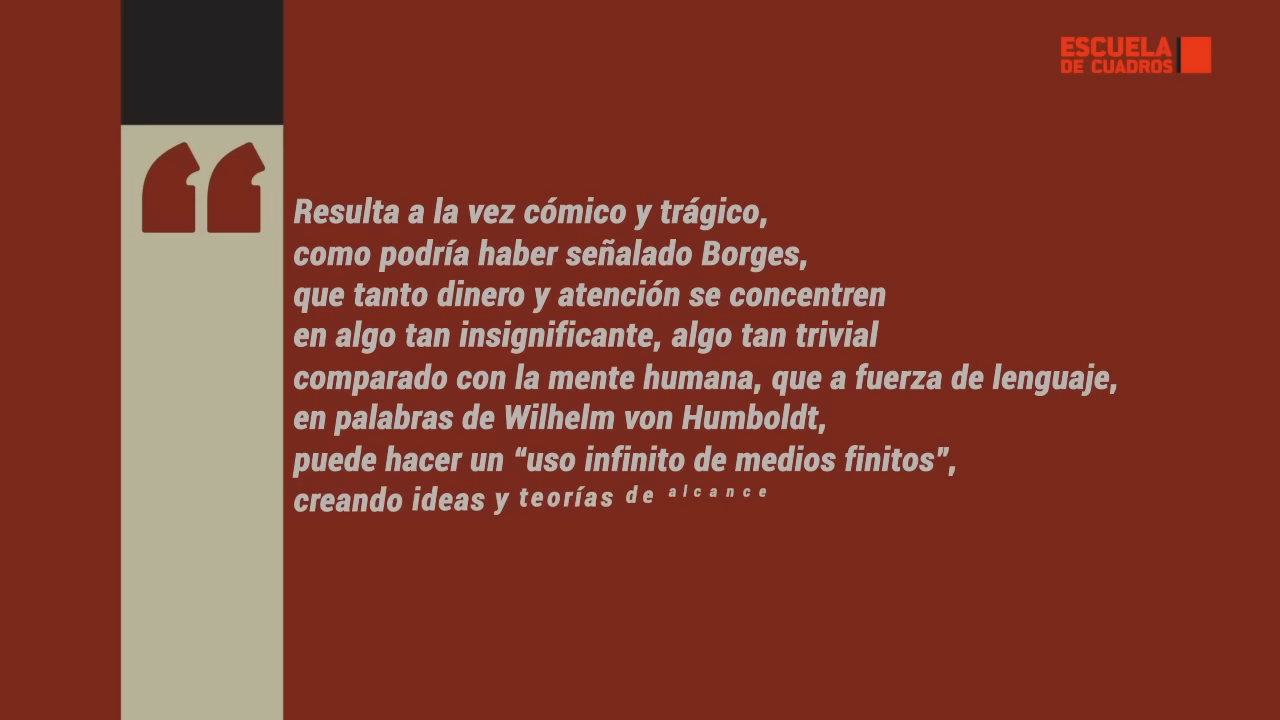 ESCUELA
DE CUADROS
Resulta a la vez cómico y trágico,
como podría haber señalado Borges,
que tanto dinero y atención se concentren
en algo tan insignificante, algo tan trivial
comparado con la mente humana, que a fuerza de lenguaje,
en palabras de Wilhelm von Humboldt,
puede hacer un “uso infinito de medios finitos”,
creando ideas y teorías de alcance